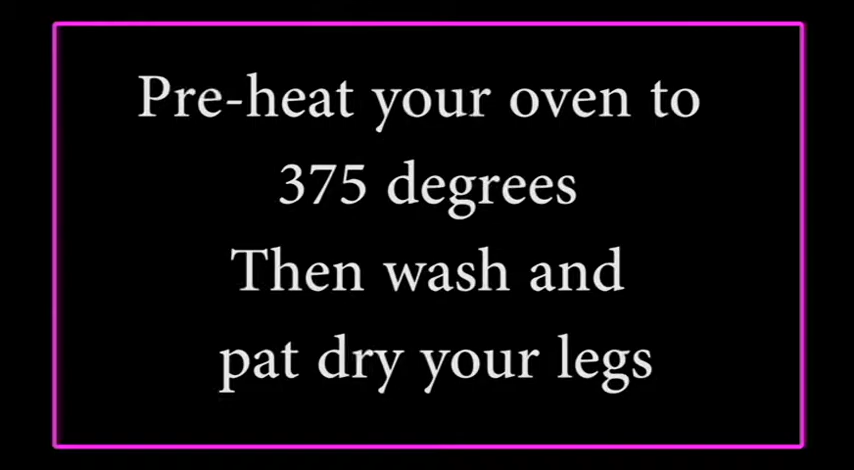 Pre-heat your oven to
375 degrees
Then wash and
pat dry your legs